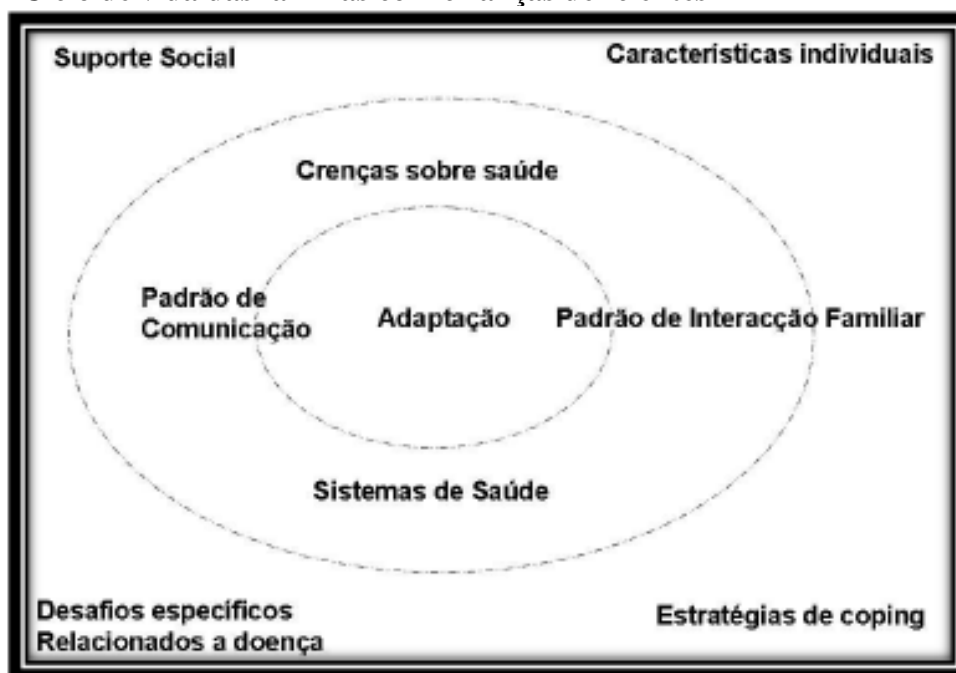 Suporte Social
Características individuais
Crenças sobre saúde
Padrão de
Comunicação
Adaptação
Padrão de Interacção Familiar
Sistemas de Saúde
Desafios específicos
Relacionados a doença
Estratégias de coping